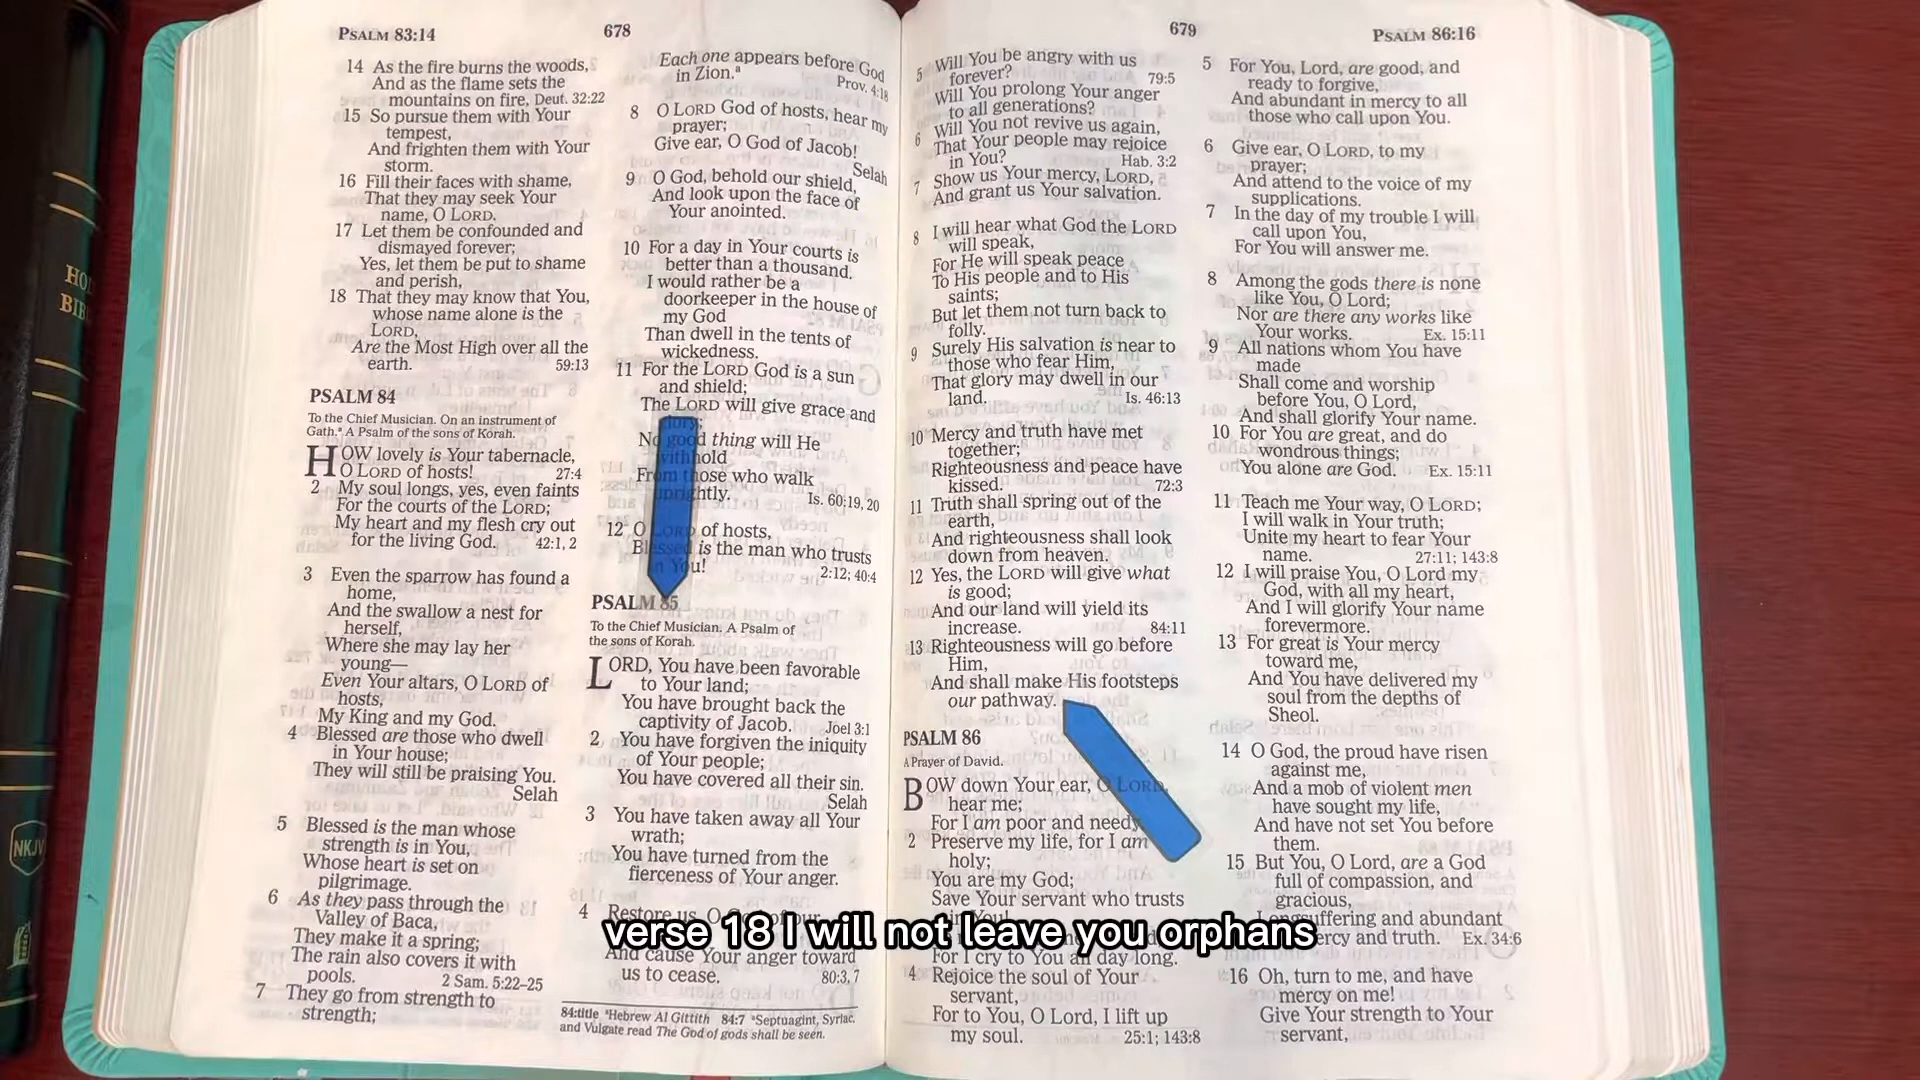 PSALM 83:14
678
14 As the fire burns the woods,
And as the flame sets the
mountains on fire, Deut. 32:22
15 So pursue them with Your
tempest,
And frighten them with Your
storm.
16 Fill their faces with shame,
That they may seek Your
name, O LORD.
17 Let them be confounded and
dismayed forever;
Yes, let them be put to shame
and perish,
18 That they may know that You,
whose name alone is the
LORD,
Are the Most High over all the
earth. 59:13
PSALM 84
To the Chief Musician. On an instrument of
Gath.ª A Psalm of the sons of Korah.
HOW lovely is Your tabernacle,
O LORD of hosts! 27:4
2 My soul longs, yes, even faints
For the courts of the LORD;
My heart and my flesh cry out
for the living God. 42:1, 2
3 Even the sparrow has found a
home,
And the swallow a nest for
herself,
Where she may lay her
young—
Even Your altars, O LORD of
hosts,
My King and my God.
4 Blessed are those who dwell
in Your house;
They will still be praising You.
Selah
5 Blessed is the man whose
strength is in You,
Whose heart is set on
pilgrimage.
6 As they pass through the
Valley of Baca,
They make it a spring;
The rain also covers it with
pools. 2 Sam. 5:22–25
7 They go from strength to
strength;
Each one appears before God
in Zion.ª Prov. 4:18
8 O LORD God of hosts, hear my
prayer;
Give ear, O God of Jacob!
Selah
9 O God, behold our shield,
And look upon the face of
Your anointed.
10 For a day in Your courts is
better than a thousand.
I would rather be a
doorkeeper in the house of
my God
Than dwell in the tents of
wickedness.
11 For the LORD God is a sun
and shield;
The LORD will give grace and
glory;
No good thing will He
withhold
From those who walk
uprightly. Is. 60:19, 20
12 O LORD of hosts,
Blessed is the man who trusts
in You! 2:12; 40:4
PSALM 85
To the Chief Musician. A Psalm of
the sons of Korah.
LORD, You have been favorable
to Your land;
You have brought back the
captivity of Jacob. Joel 3:1
2 You have forgiven the iniquity
of Your people;
You have covered all their sin.
Selah
3 You have taken away all Your
wrath;
You have turned from the
fierceness of Your anger.
4 Restore us, O God of our
And cause Your anger toward
us to cease. 80:3, 7
84:title ªHebrew Al Gittith 84:7 ªSeptuagint, Syriac,
and Vulgate read The God of gods shall be seen.
679
PSALM 86:16
5 Will You be angry with us
forever? 79:5
Will You prolong Your anger
to all generations?
6 Will You not revive us again,
That Your people may rejoice
in You? Hab. 3:2
7 Show us Your mercy, LORD,
And grant us Your salvation.
8 I will hear what God the LORD
will speak,
For He will speak peace
To His people and to His
saints;
But let them not turn back to
folly.
9 Surely His salvation is near to
those who fear Him,
That glory may dwell in our
land. Is. 46:13
10 Mercy and truth have met
together;
Righteousness and peace have
kissed. 72:3
11 Truth shall spring out of the
earth,
And righteousness shall look
down from heaven.
12 Yes, the LORD will give what
is good;
And our land will yield its
increase. 84:11
13 Righteousness will go before
Him,
And shall make His footsteps
our pathway.
PSALM 86
A Prayer of David.
BOW down Your ear, O LORD,
hear me;
For I am poor and needy.
2 Preserve my life, for I am
holy;
You are my God;
Save Your servant who trusts
in You!
For I cry to You all day long.
4 Rejoice the soul of Your
servant,
For to You, O Lord, I lift up
my soul. 25:1; 143:8
5 For You, Lord, are good, and
ready to forgive,
And abundant in mercy to all
those who call upon You.
6 Give ear, O LORD, to my
prayer;
And attend to the voice of my
supplications.
7 In the day of my trouble I will
call upon You,
For You will answer me.
8 Among the gods there is none
like You, O Lord;
Nor are there any works like
Your works. Ex. 15:11
9 All nations whom You have
made
Shall come and worship
before You, O Lord,
And shall glorify Your name.
10 For You are great, and do
wondrous things;
You alone are God. Ex. 15:11
11 Teach me Your way, O LORD;
I will walk in Your truth;
Unite my heart to fear Your
name. 27:11; 143:8
12 I will praise You, O Lord my
God, with all my heart,
And I will glorify Your name
forevermore.
13 For great is Your mercy
toward me,
And You have delivered my
soul from the depths of
Sheol.
14 O God, the proud have risen
against me,
And a mob of violent men
have sought my life,
And have not set You before
them.
15 But You, O Lord, are a God
full of compassion, and
gracious,
Longsuffering and abundant
mercy and truth. Ex. 34:6
16 Oh, turn to me, and have
mercy on me!
Give Your strength to Your
servant,
verse 18 I will not leave you orphans
NKJV